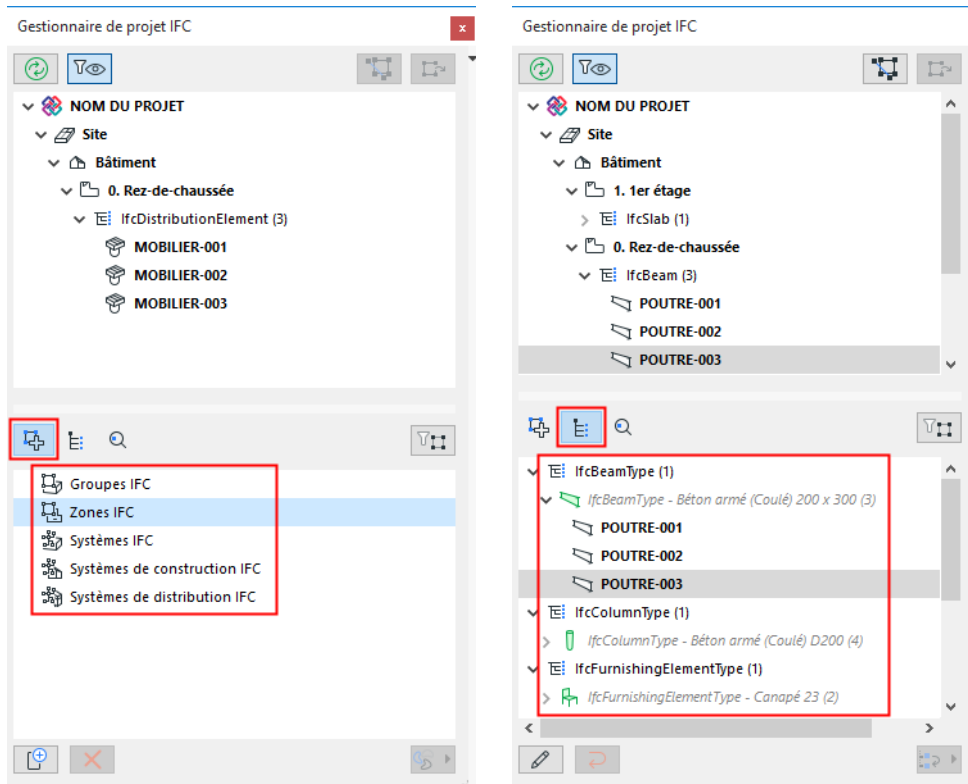 Gestionnaire de projet IFC
NOM DU PROJET
Site
Bâtiment
0. Rez-de-chaussée
IfcDistributionElement (3)
MOBILIER-001
MOBILIER-002
MOBILIER-003
Groupes IFC
Zones IFC
Systèmes IFC
Systèmes de construction IFC
Systèmes de distribution IFC
Gestionnaire de projet IFC
NOM DU PROJET
Site
Bâtiment
1. 1er étage
IfcSlab (1)
0. Rez-de-chaussée
IfcBeam (3)
POUTRE-001
POUTRE-002
POUTRE-003
IfcBeamType (1)
IfcBeamType - Béton armé (Coulé) 200 x 300 (3)
POUTRE-001
POUTRE-002
POUTRE-003
IfcColumnType (1)
IfcColumnType - Béton armé (Coulé) D200 (4)
IfcFurnishingElementType (1)
IfcFurnishingElementType - Canapé 23 (2)